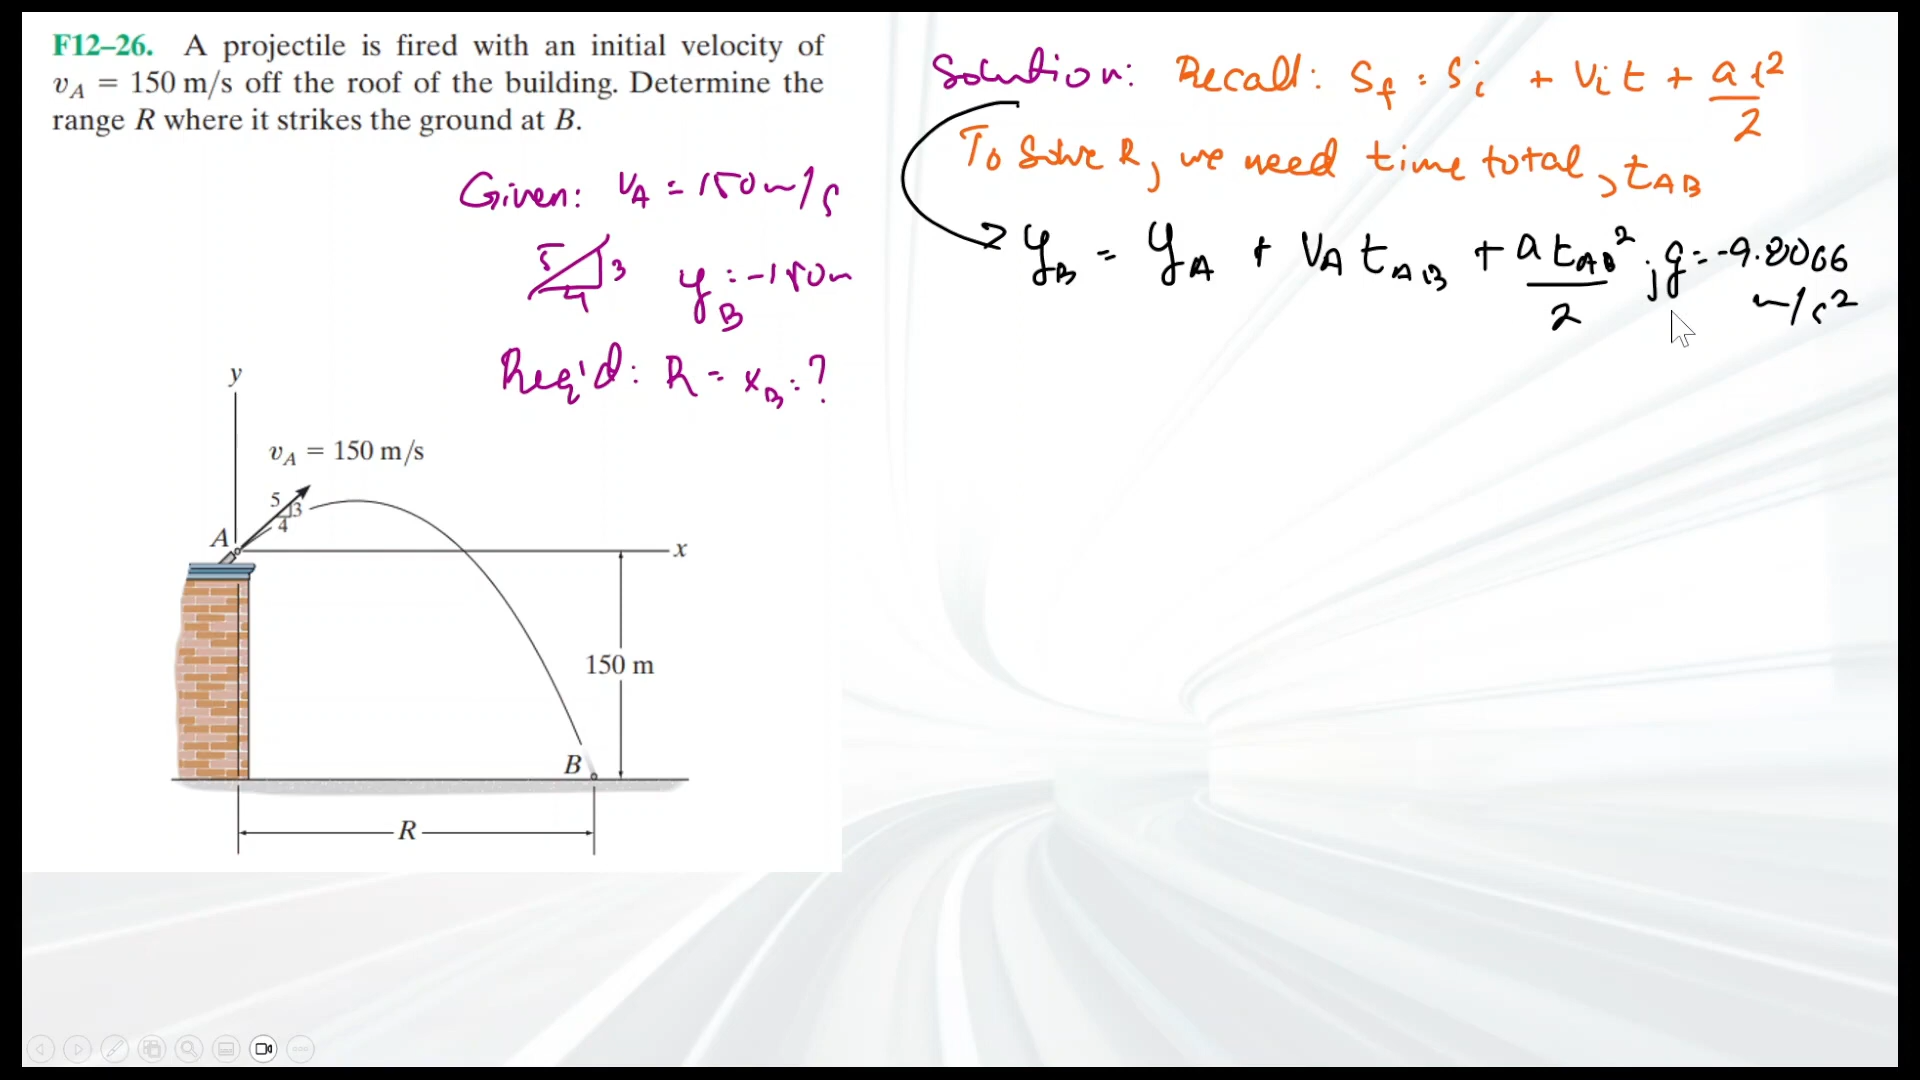 F12–26. A projectile is fired with an initial velocity of
v_A = 150 m/s off the roof of the building. Determine the
range R where it strikes the ground at B.
Given: v_A = 150 m/s
5 3
4
y_B = -150m
Req'd: R = x_B = ?
y
v_A = 150 m/s
5
3
4
A
x
150 m
B
R
Solution: Recall: S_f = S_i + V_i t + a t²/2
To Solve R, we need time total, t_AB
y_B = y_A + V_A t_AB + a t_AB²/2 ; g = -9.8066
m/s²